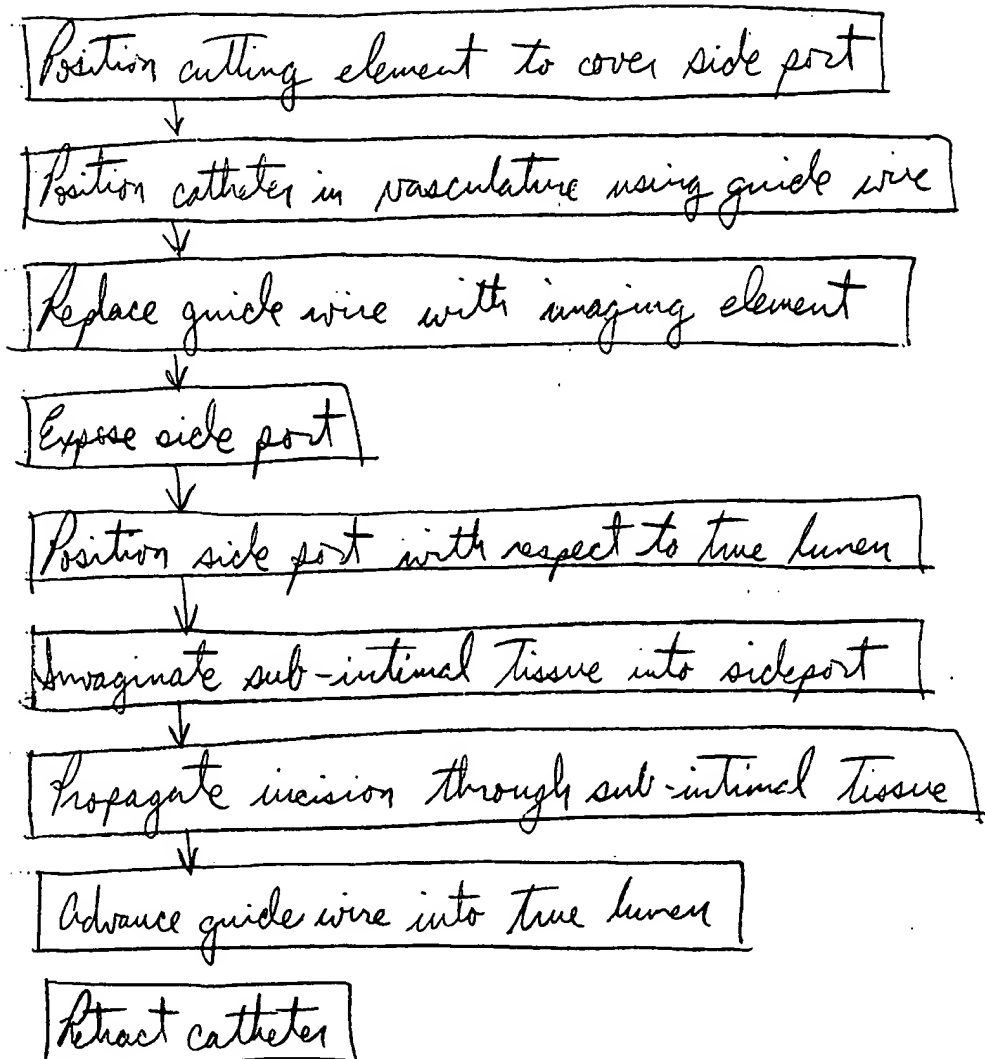 Position cutting element to cover side port
Position catheter in vasculature using guide wire
Replace guide wire with imaging element
Expose side port
Position side port with respect to true lumen
Invaginate sub-intimal tissue into sideport
Propagate incision through sub-intimal tissue
Advance guide wire into true lumen
Retract catheter